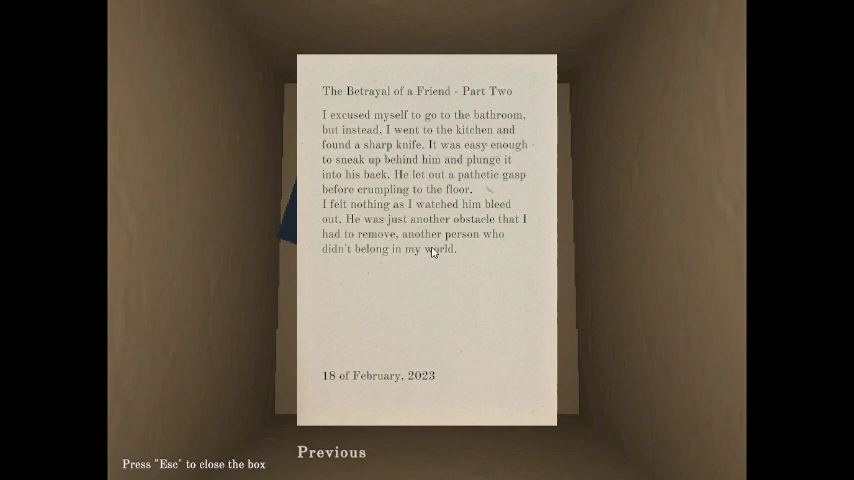 The Betrayal of a Friend - Part Two
I excused myself to go to the bathroom,
but instead, I went to the kitchen and
found a sharp knife. It was easy enough
to sneak up behind him and plunge it
into his back. He let out a pathetic gasp
before crumpling to the floor.
I felt nothing as I watched him bleed
out. He was just another obstacle that I
had to remove, another person who
didn't belong in my world.
18 of February, 2023
Previous
Press "Esc" to close the box